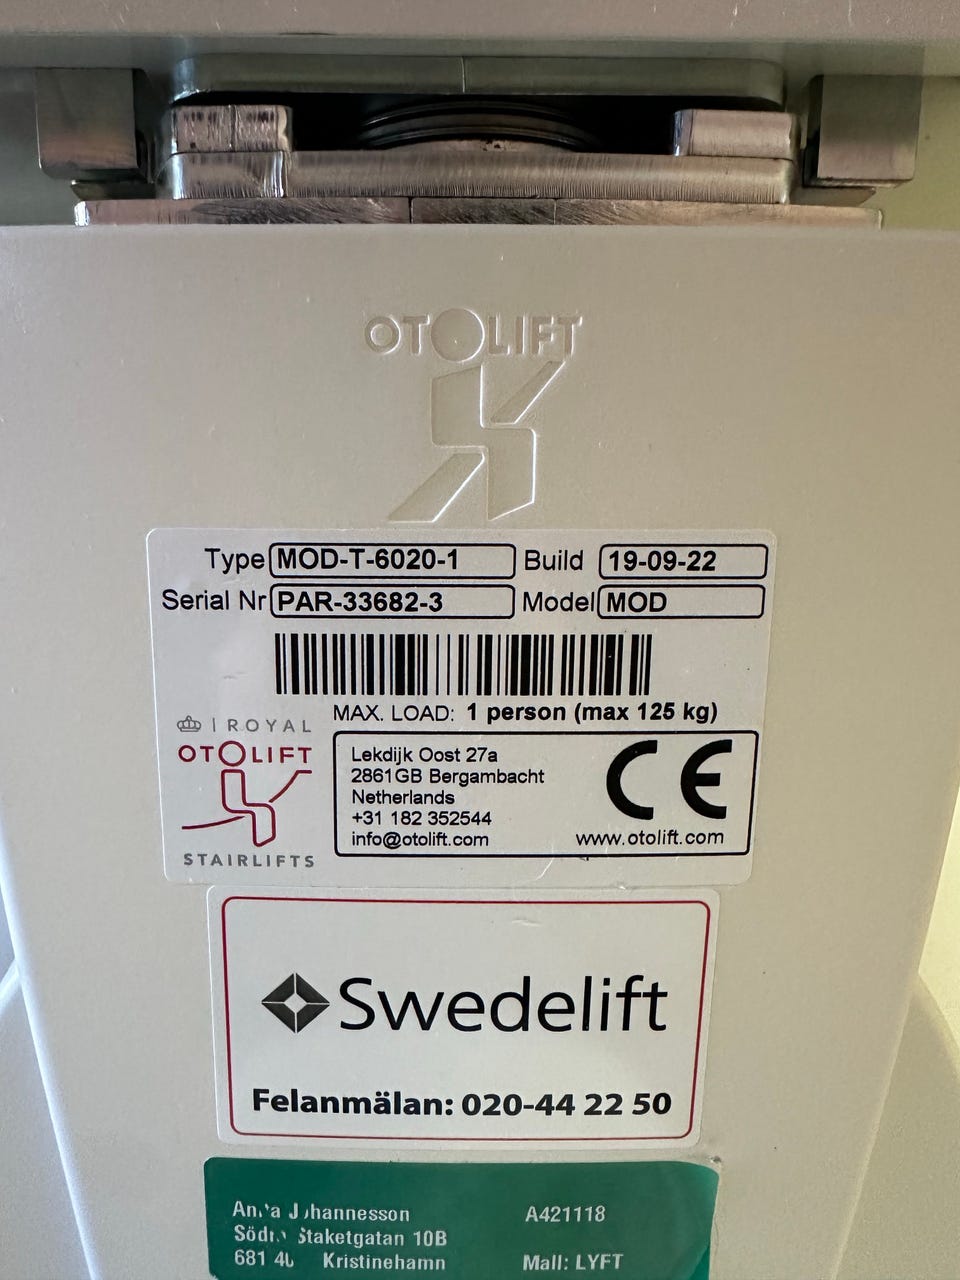 OTOLIFT
Type MOD-T-6020-1 Build 19-09-22
Serial Nr PAR-33682-3 Model MOD
MAX. LOAD: 1 person (max 125 kg)
ROYAL
OTOLIFT
STAIRLIFTS
Lekdijk Oost 27a
2861GB Bergambacht
Netherlands
+31 182 352544
info@otolift.com
www.otolift.com
CE
Swedelift
Felanmälan: 020-44 22 50
A421118
Staketgatan 10B
681 Kristinehamn Mall: LYFT